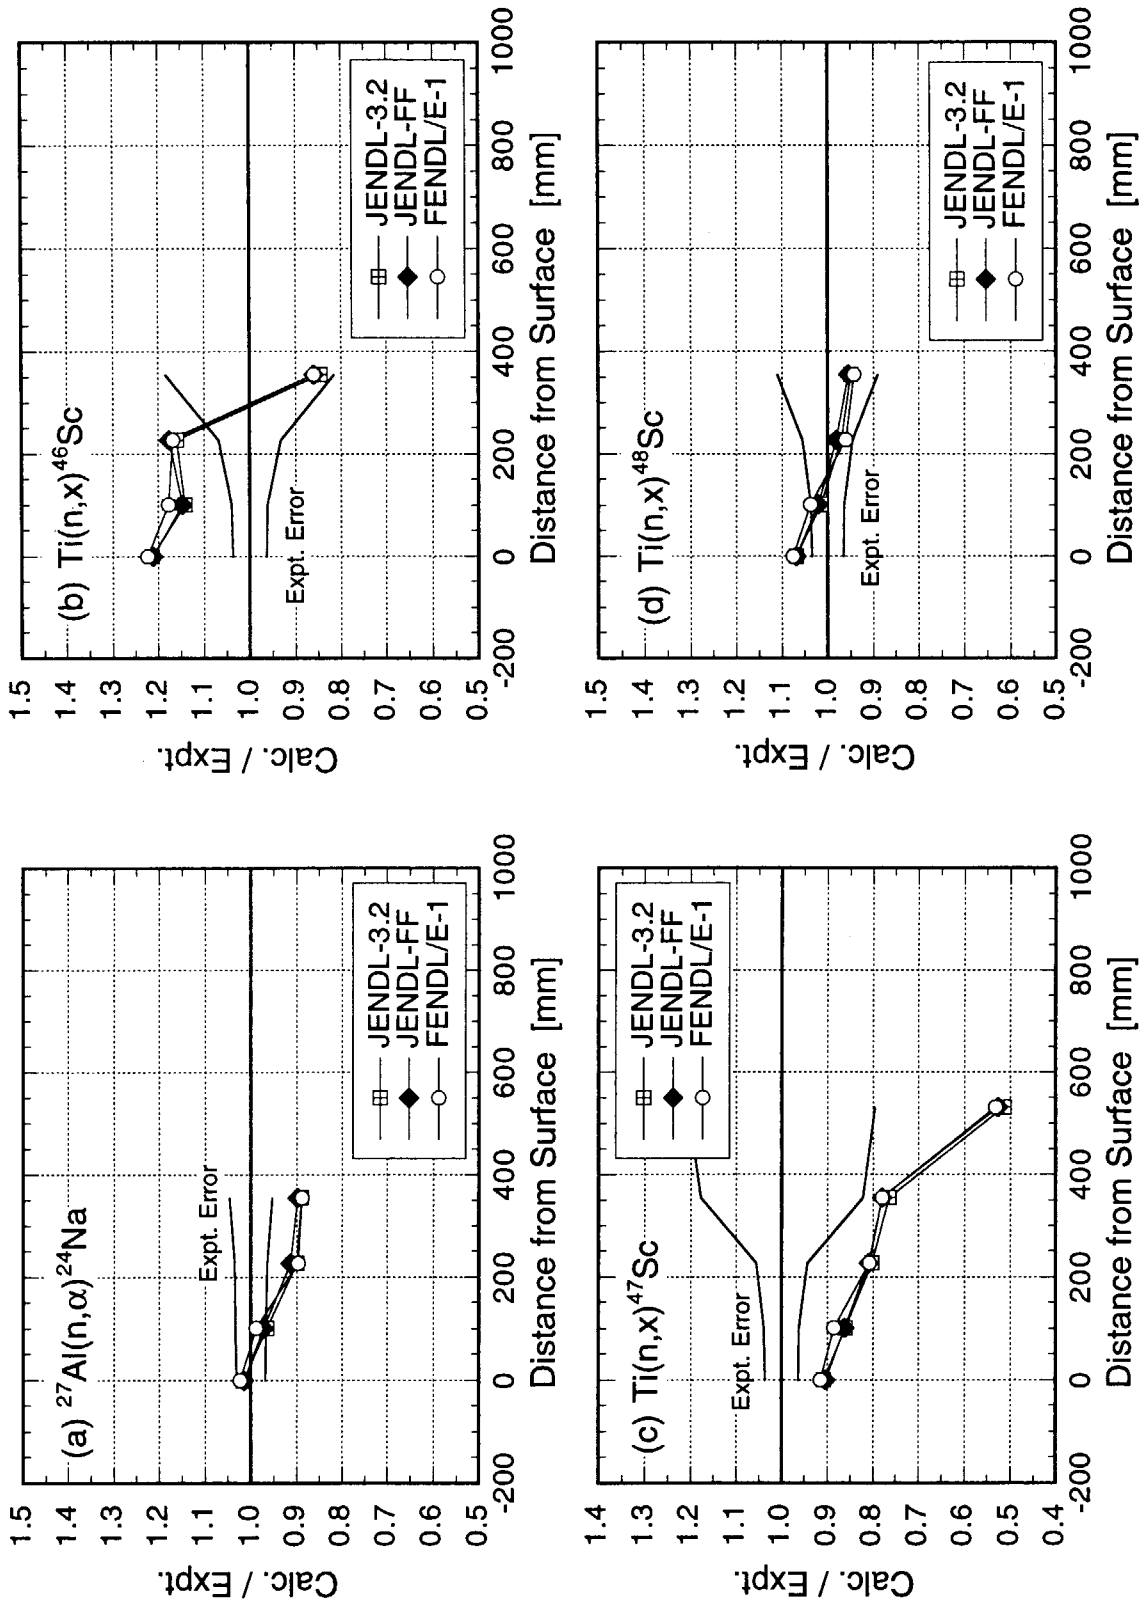 (a) ²⁷Al(n,α)²⁴Na
Calc. / Expt.
1.5
1.4
1.3
1.2
1.1
1.0
0.9
0.8
0.7
0.6
0.5
Expt. Error
JENDL-3.2
JENDL-FF
FENDL/E-1
-200 0 200 400 600 800 1000
Distance from Surface [mm]
(b) Ti(n,x)⁴⁶Sc
Calc. / Expt.
1.5
1.4
1.3
1.2
1.1
1.0
0.9
0.8
0.7
0.6
0.5
Expt. Error
JENDL-3.2
JENDL-FF
FENDL/E-1
-200 0 200 400 600 800 1000
Distance from Surface [mm]
(c) Ti(n,x)⁴⁷Sc
Calc. / Expt.
1.4
1.3
1.2
1.1
1.0
0.9
0.8
0.7
0.6
0.5
0.4
Expt. Error
JENDL-3.2
JENDL-FF
FENDL/E-1
-200 0 200 400 600 800 1000
Distance from Surface [mm]
(d) Ti(n,x)⁴⁸Sc
Calc. / Expt.
1.5
1.4
1.3
1.2
1.1
1.0
0.9
0.8
0.7
0.6
0.5
Expt. Error
JENDL-3.2
JENDL-FF
FENDL/E-1
-200 0 200 400 600 800 1000
Distance from Surface [mm]